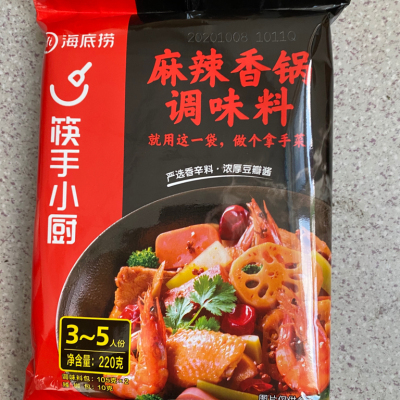 海底捞
20201008 1011Q
麻辣香锅
调味料
就用这一袋，做个拿手菜
严选香辛料·浓厚豆瓣酱
筷手小厨
3~5人份
净含量：220克